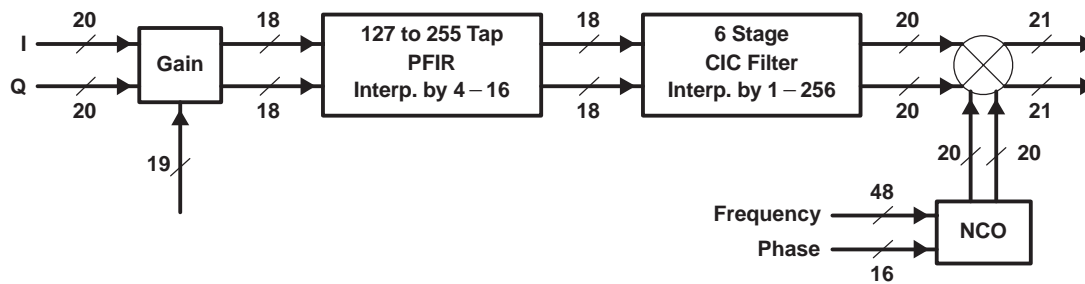 20
18
18
20
21
I
Gain
127 to 255 Tap
PFIR
Interp. by 4 – 16
6 Stage
CIC Filter
Interp. by 1 – 256
Q
20
18
18
20
21
19
20
20
Frequency
48
NCO
Phase
16